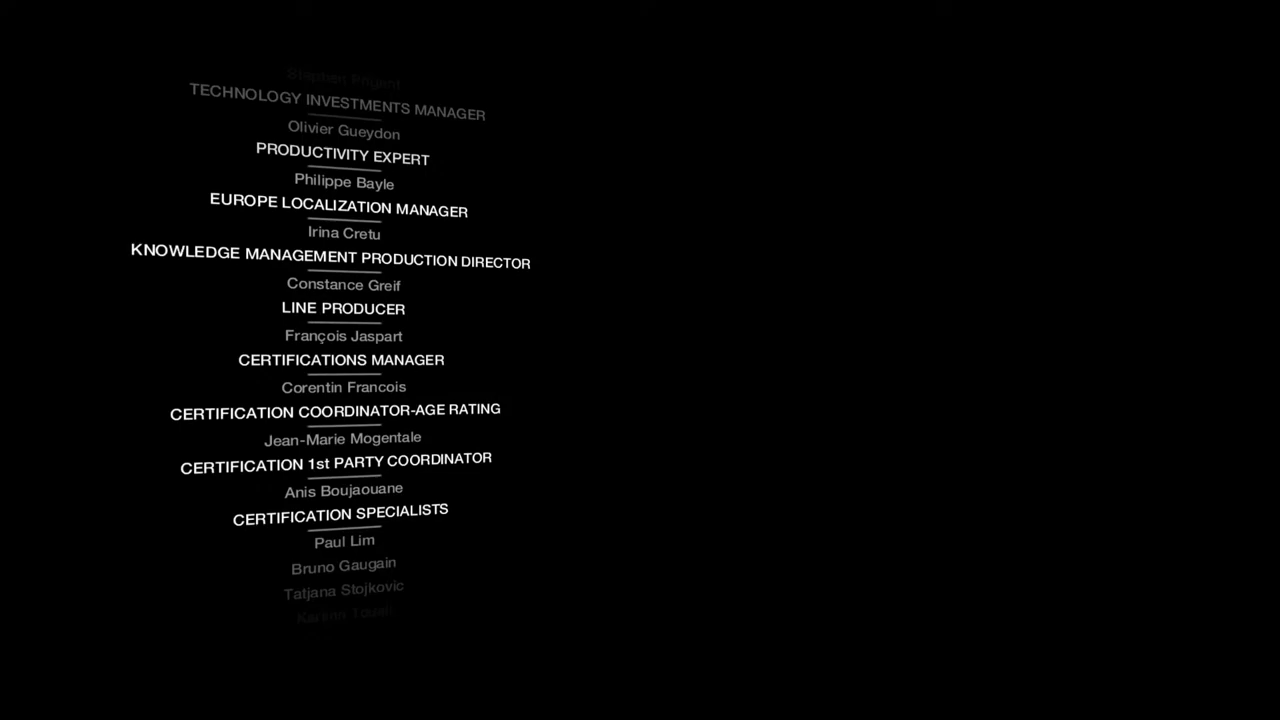 Stephen Prigent
TECHNOLOGY INVESTMENTS MANAGER
Olivier Gueydon
PRODUCTIVITY EXPERT
Philippe Bayle
EUROPE LOCALIZATION MANAGER
Irina Cretu
KNOWLEDGE MANAGEMENT PRODUCTION DIRECTOR
Constance Greif
LINE PRODUCER
François Jaspart
CERTIFICATIONS MANAGER
Corentin Francois
CERTIFICATION COORDINATOR-AGE RATING
Jean-Marie Mogentale
CERTIFICATION 1st PARTY COORDINATOR
Anis Boujaouane
CERTIFICATION SPECIALISTS
Paul Lim
Bruno Gaugain
Tatjana Stojkovic